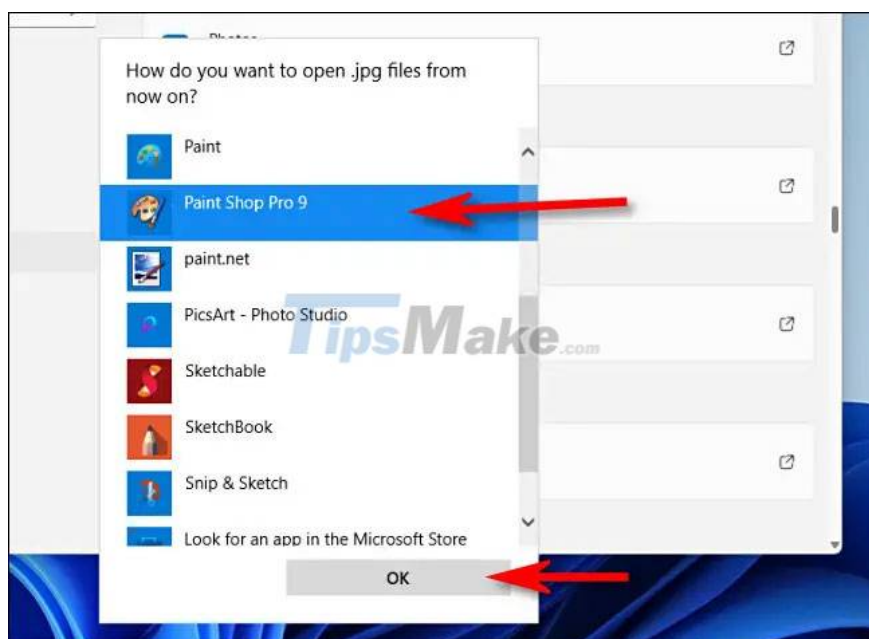 Photos
How do you want to open .jpg files from
now on?
Paint
Paint Shop Pro 9
paint.net
PicsArt - Photo Studio
TipsMake.com
Sketchable
SketchBook
Snip & Sketch
Look for an app in the Microsoft Store
OK